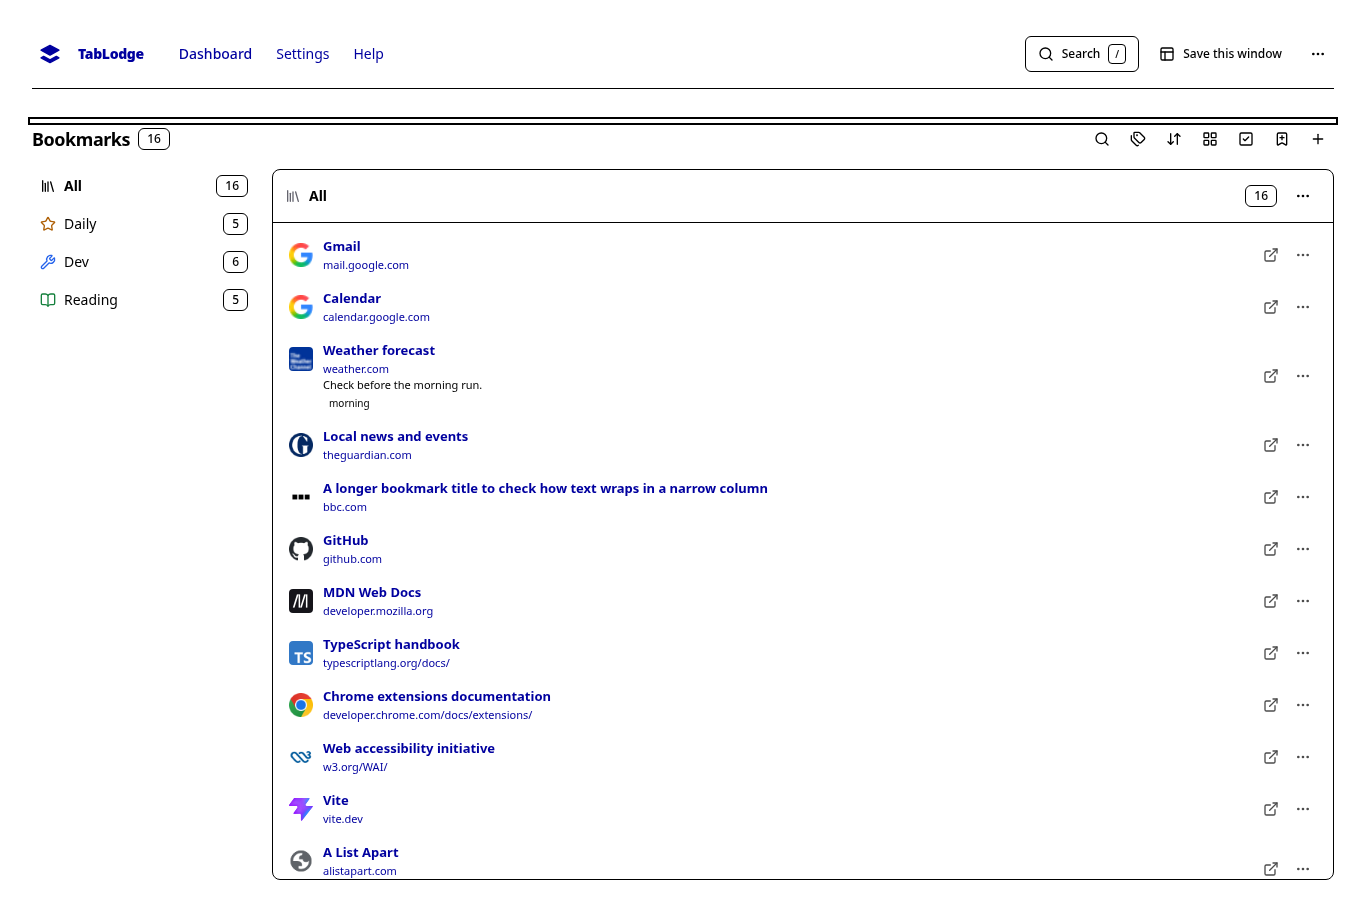 TabLodge Dashboard Settings Help Search / Save this window
Bookmarks 16
All 16
Daily 5
Dev 6
Reading 5
All 16
Gmail
mail.google.com
Calendar
calendar.google.com
The Weather Channel
Weather forecast
weather.com
Check before the morning run.
morning
Local news and events
theguardian.com
A longer bookmark title to check how text wraps in a narrow column
bbc.com
GitHub
github.com
MDN Web Docs
developer.mozilla.org
TS
TypeScript handbook
typescriptlang.org/docs/
Chrome extensions documentation
developer.chrome.com/docs/extensions/
Web accessibility initiative
w3.org/WAI/
Vite
vite.dev
A List Apart
alistapart.com